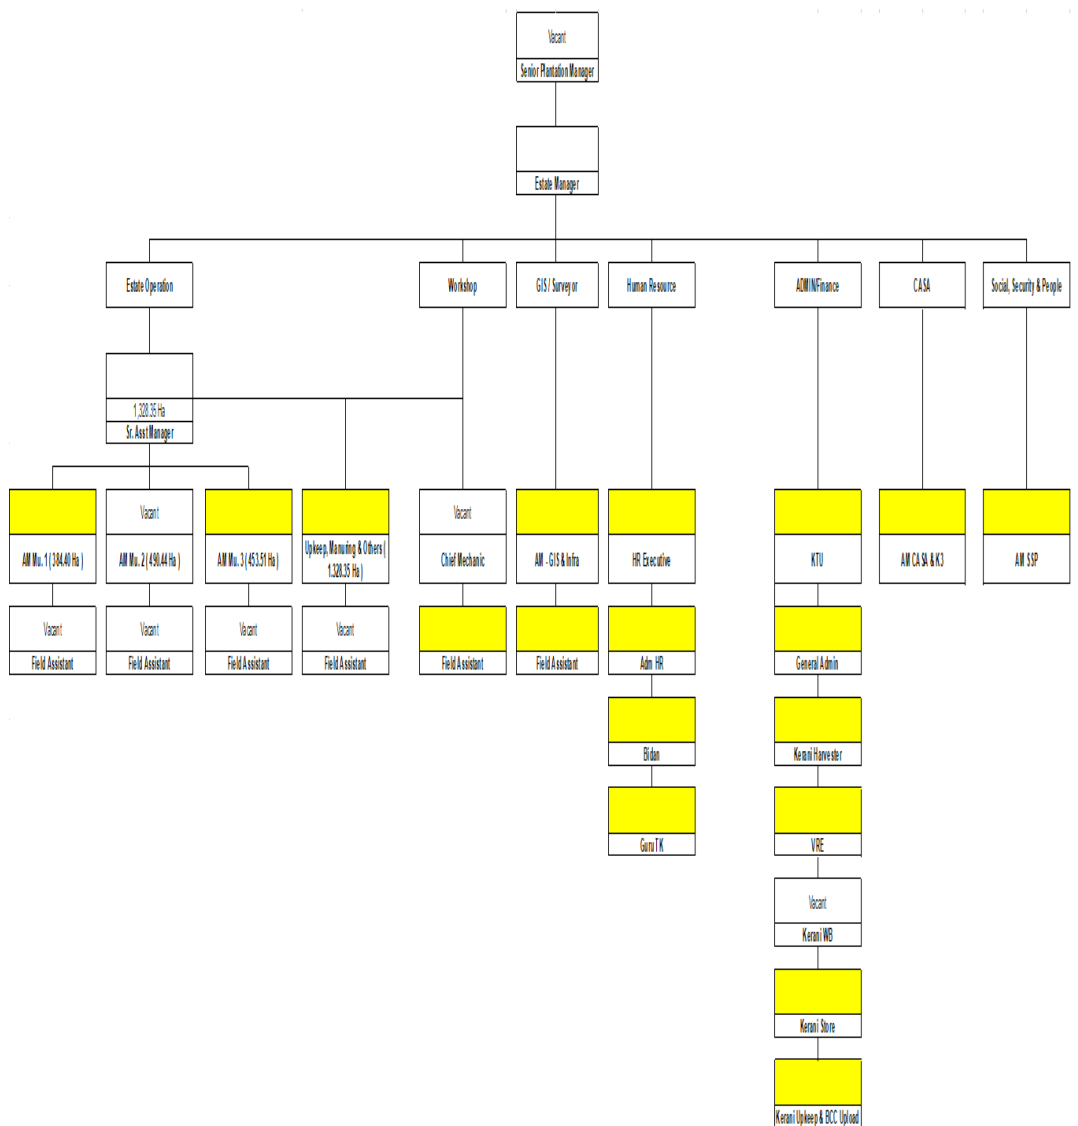 Vacant
Senior Plantation Manager
Estate Manager
Estate Operation
Workshop
GIS / Surveyor
Human Resource
ADMIN/Finance
CASA
Social, Security & People
1,328.35 Ha
Sr. Asst Manager
Vacant
Vacant
AM Mu. 1 ( 384.40 Ha )
AM Mu. 2 ( 490.44 Ha )
AM Mu. 3 ( 453.51 Ha )
Upkeep, Manuring & Others (
1.328.35 Ha )
Chief Mechanic
AM - GIS & Infra
HR Executive
KTU
AM CASA & K3
AM SSP
Vacant
Vacant
Vacant
Vacant
Field Assistant
Field Assistant
Field Assistant
Field Assistant
Field Assistant
Field Assistant
Adm HR
General Admin
Bidan
Kerani Harvester
Guru TK
VRE
Vacant
Kerani WB
Kerani Store
Kerani Upkeep & BCC Upload